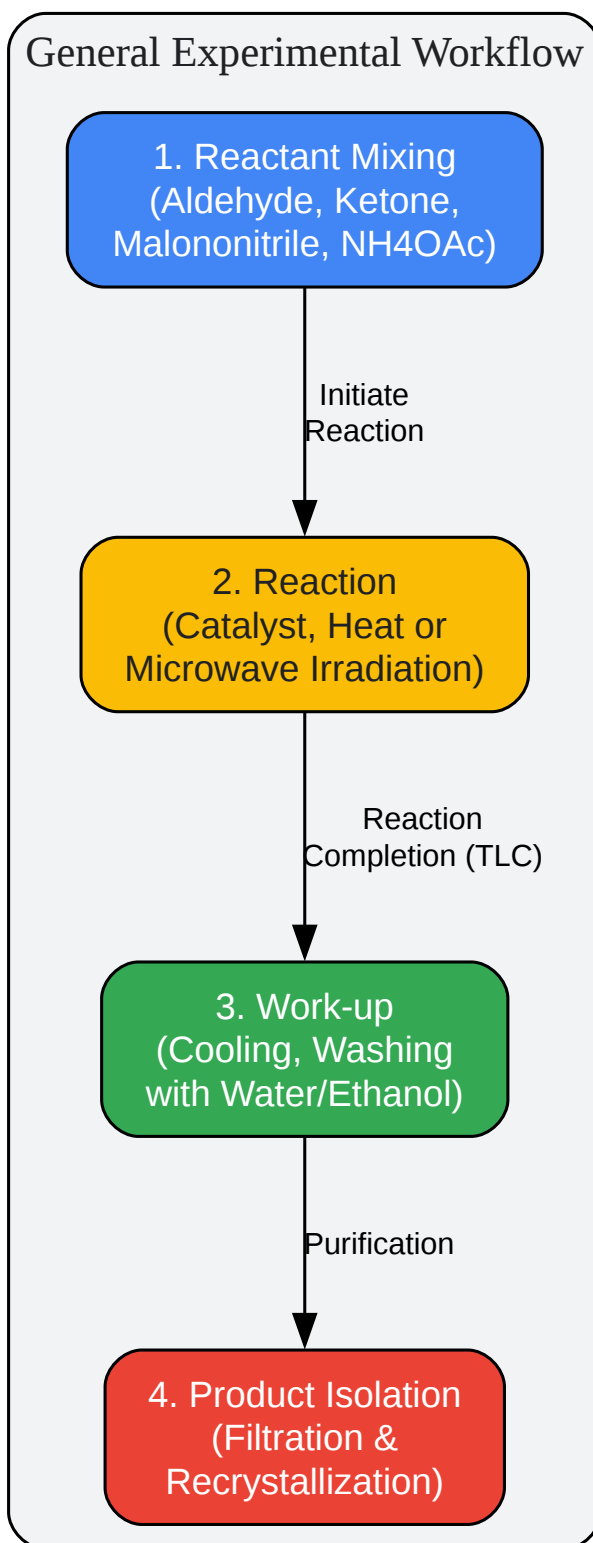 General Experimental Workflow
1. Reactant Mixing
(Aldehyde, Ketone,
Malononitrile, NH4OAc)
Initiate
Reaction
2. Reaction
(Catalyst, Heat or
Microwave Irradiation)
Reaction
Completion (TLC)
3. Work-up
(Cooling, Washing
with Water/Ethanol)
Purification
4. Product Isolation
(Filtration &
Recrystallization)